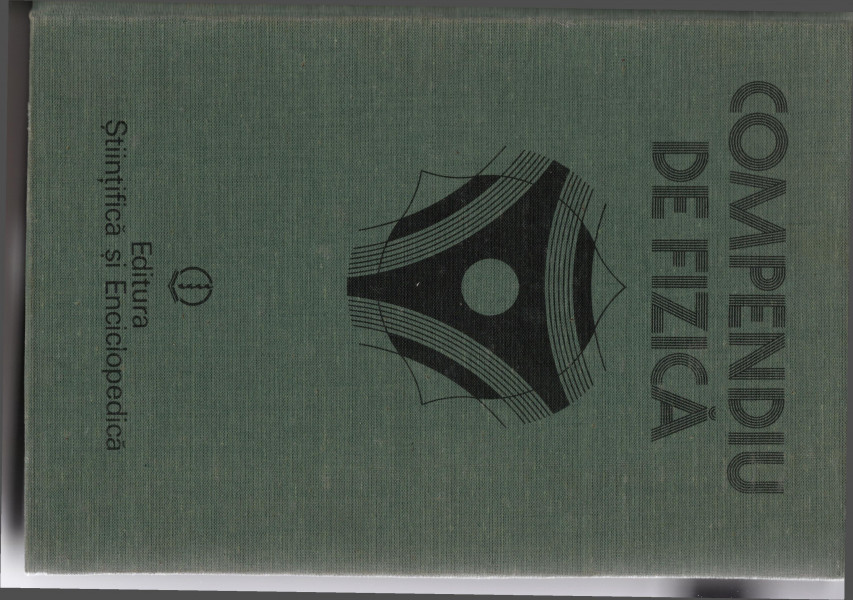 COMPENDIU
DE FIZICĂ
Editura
Științifică și Enciclopedică